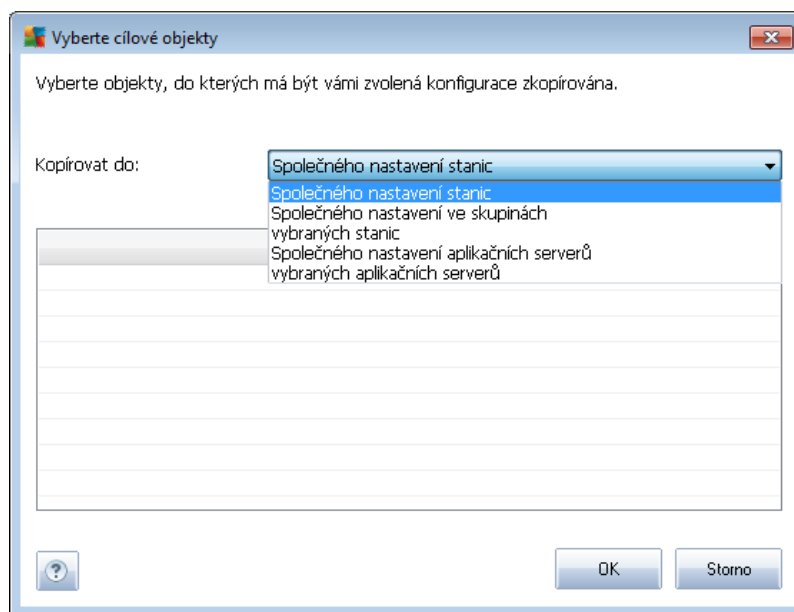 Vyberte cílové objekty
Vyberte objekty, do kterých má být vámi zvolená konfigurace zkopírována.
Kopírovat do:
Společného nastavení stanic
Společného nastavení stanic
Společného nastavení ve skupinách
vybraných stanic
Společného nastavení aplikačních serverů
vybraných aplikačních serverů
?
OK
Storno